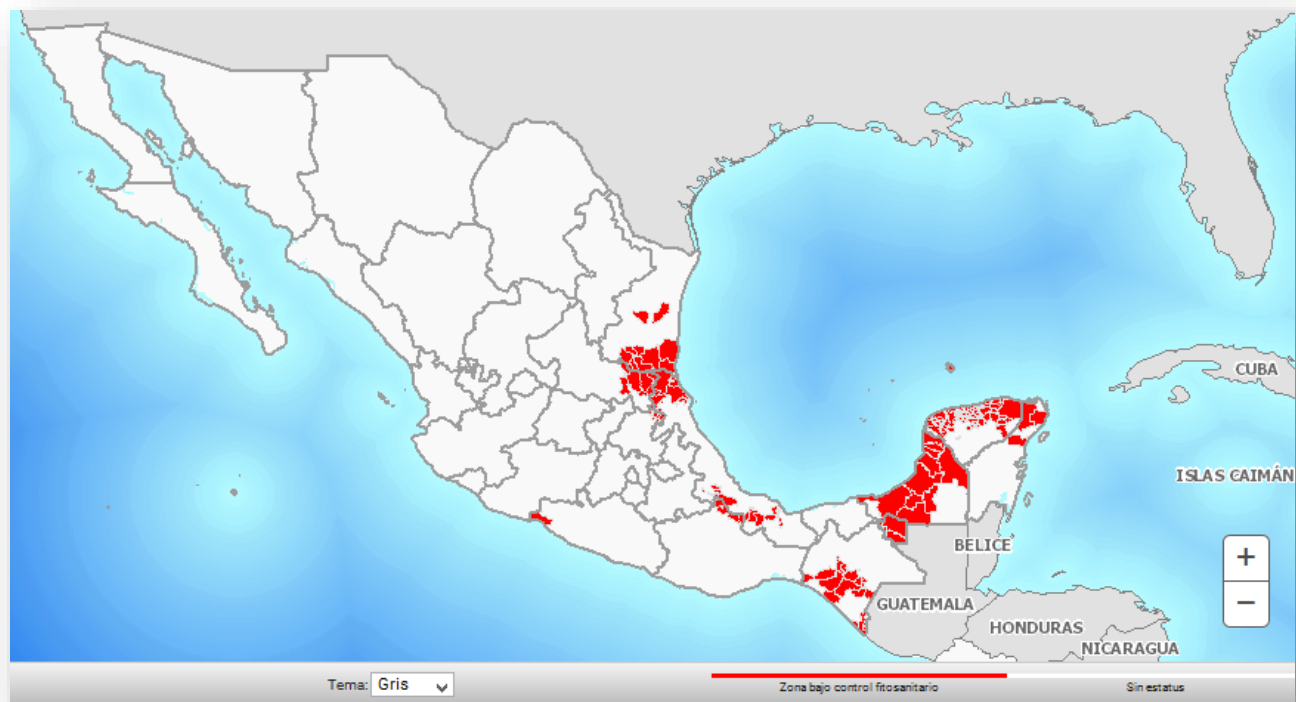 CUBA
ISLAS CAIMÁN
BELICE
GUATEMALA
HONDURAS
NICARAGUA
+
−
Tema: Gris
Zona bajo control fitosanitario
Sin estatus